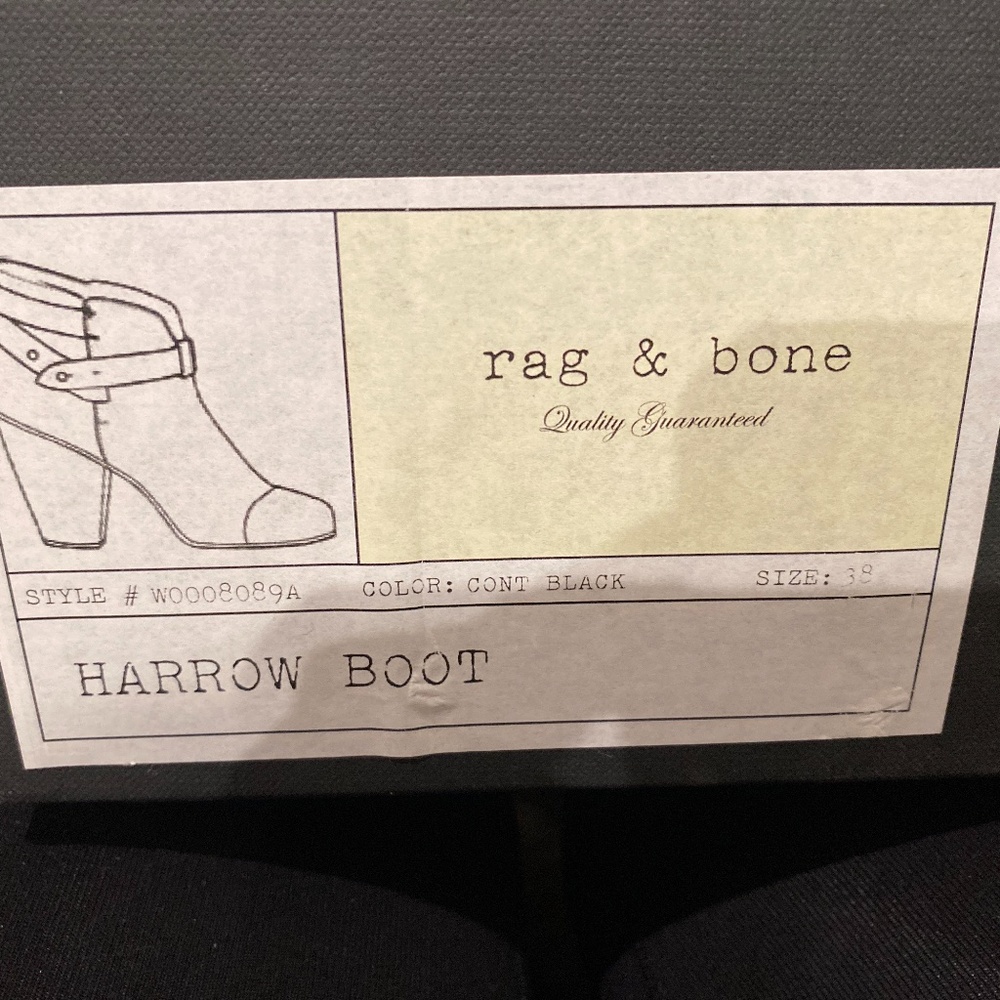 rag & bone
Quality Guaranteed
STYLE # W0008089A COLOR: CONT BLACK SIZE: 38
HARROW BOOT